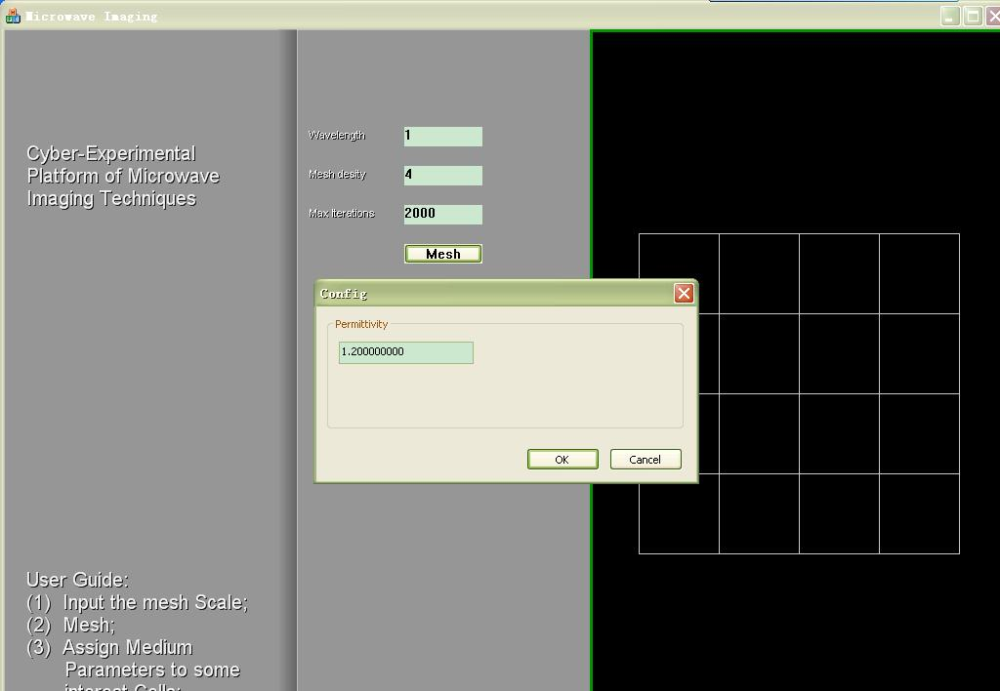 Microwave Imaging
Cyber-Experimental
Platform of Microwave
Imaging Techniques
Wavelength 1
Mesh desity 4
Max Iterations 2000
Mesh
Config
Permittivity
1.200000000
OK Cancel
User Guide:
(1) Input the mesh Scale;
(2) Mesh;
(3) Assign Medium
Parameters to some
interest Cells;